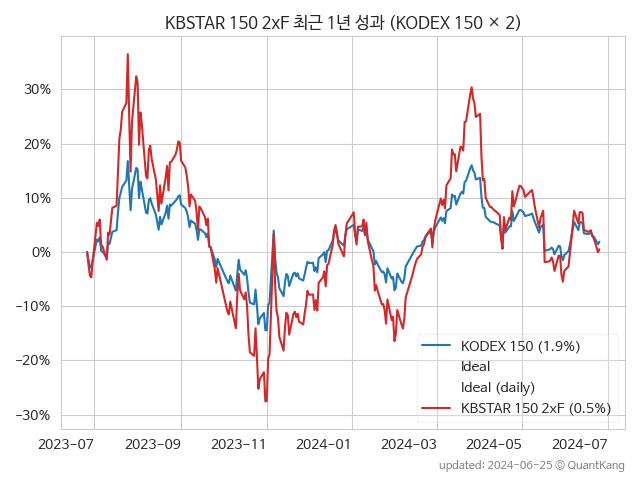 KBSTAR 150 2xF 최근 1년 성과 (KODEX 150 × 2)
30%
20%
10%
0%
−10%
−20%
−30%
KODEX 150 (1.9%)
Ideal
Ideal (daily)
KBSTAR 150 2xF (0.5%)
2023-07 2023-09 2023-11 2024-01 2024-03 2024-05 2024-07
updated: 2024-06-25 ⓒ QuantKang